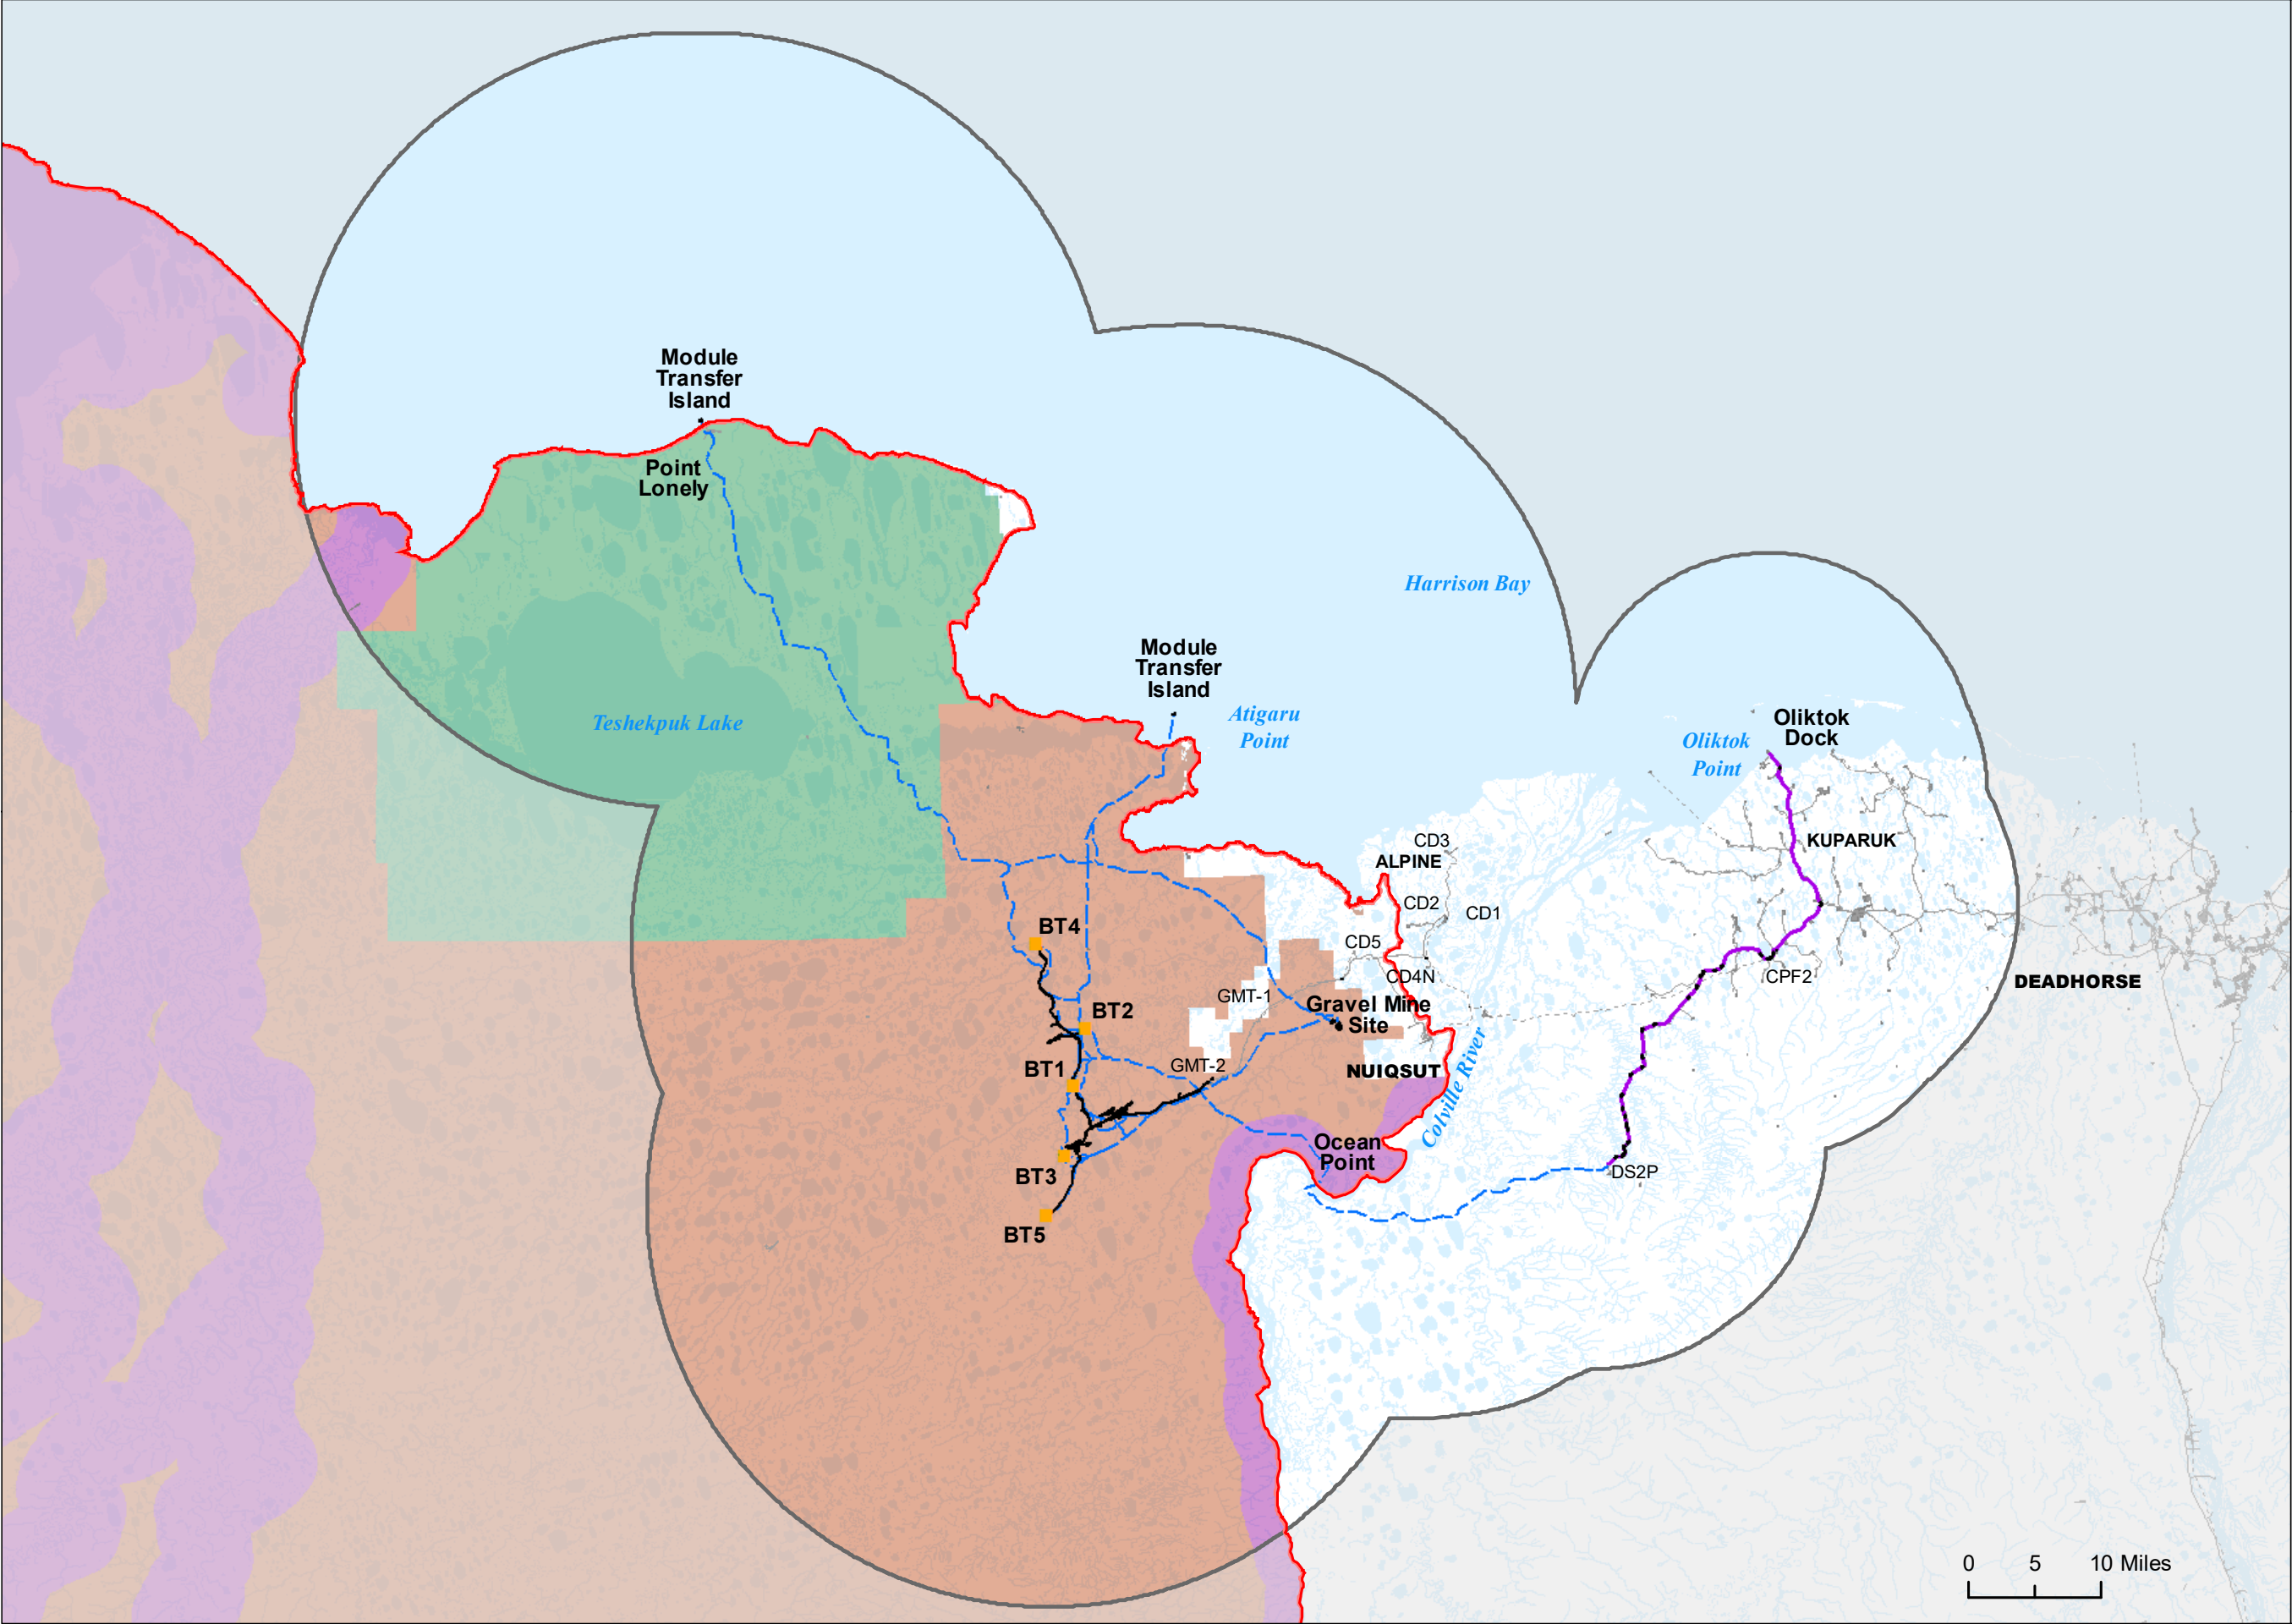 Module
Transfer
Island
Point
Lonely
Harrison Bay
Module
Transfer
Island
Teshekpuk Lake
Atigaru
Point
Oliktok
Dock
Oliktok
Point
CD3
KUPARUK
ALPINE
CD2
CD1
BT4
CD5
CD4N
CPF2
DEADHORSE
GMT-1
Gravel Mine
Site
BT2
GMT-2
BT1
NUIQSUT
Colville River
Ocean
Point
BT3
DS2P
BT5
0 5 10 Miles